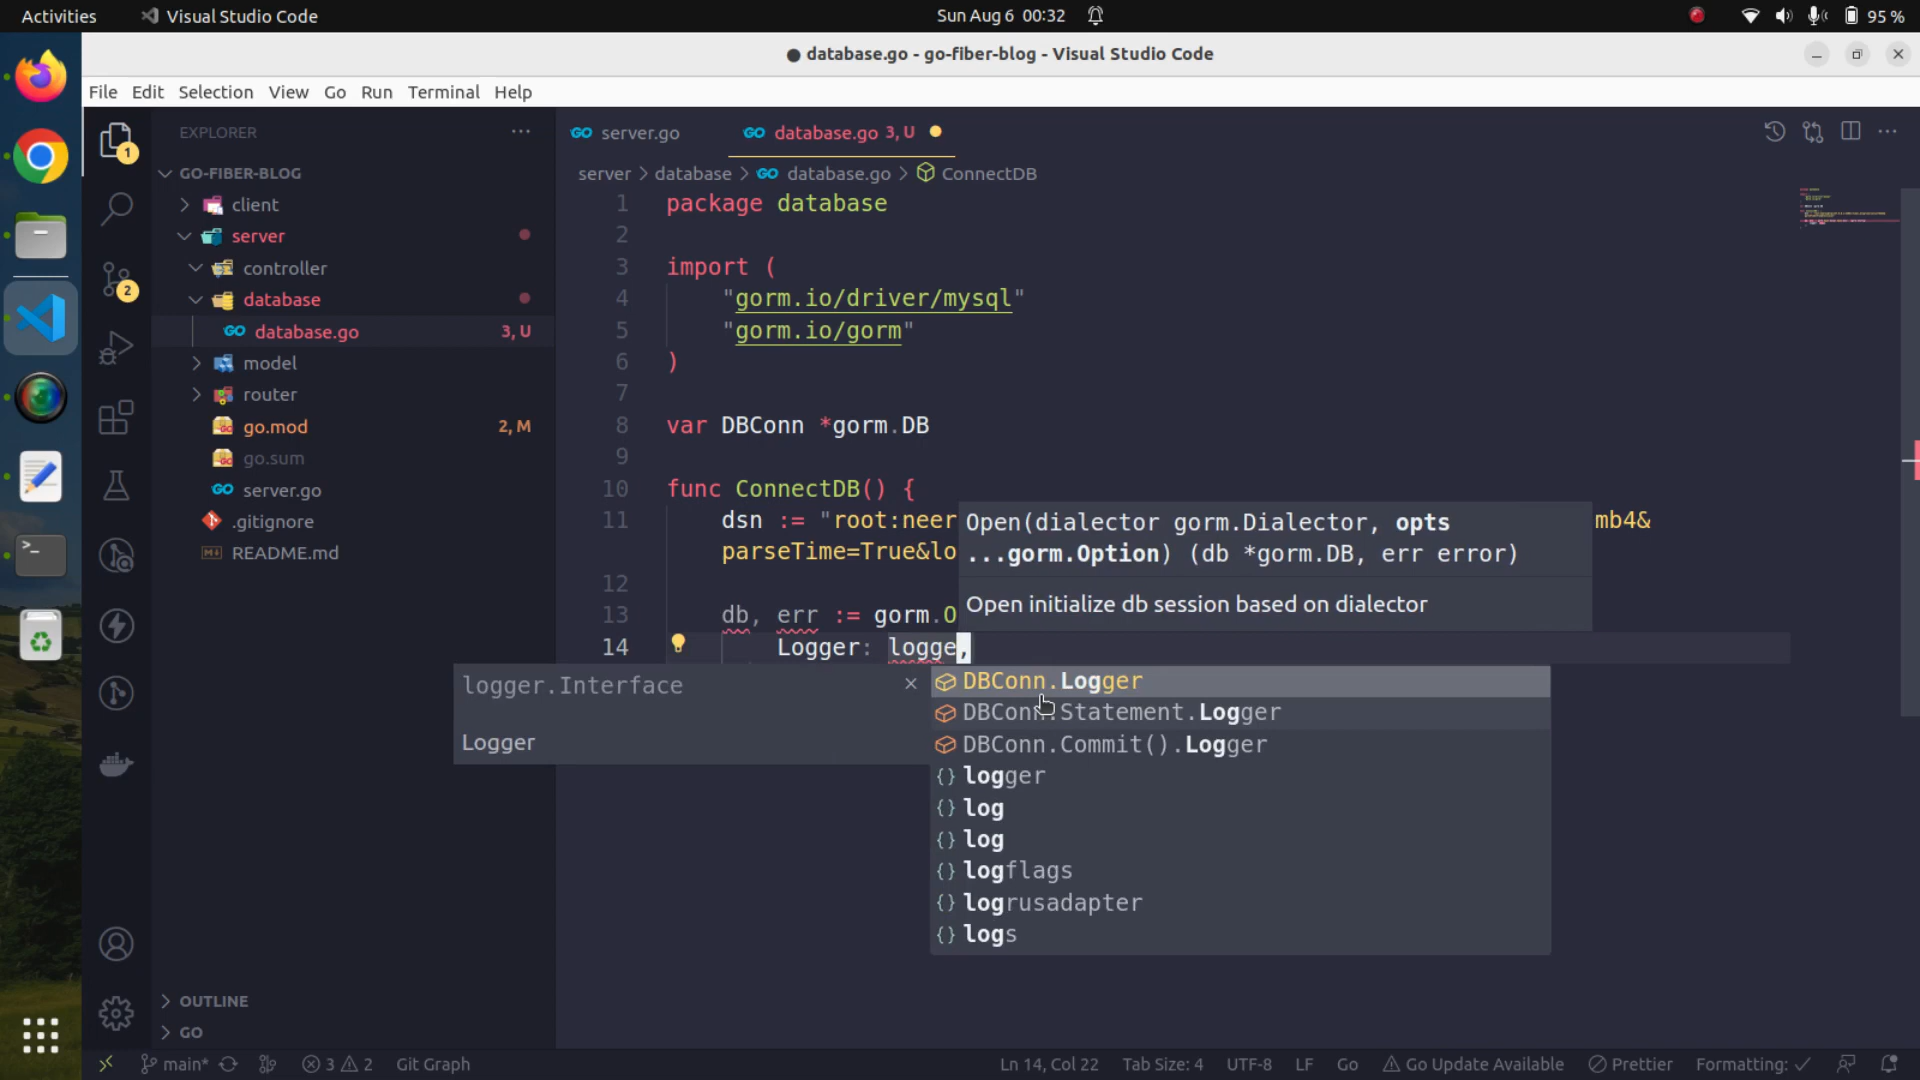 Activities
Visual Studio Code
Sun Aug 6 00:32
95 %
database.go - go-fiber-blog - Visual Studio Code
File Edit Selection View Go Run Terminal Help
EXPLORER
GO-FIBER-BLOG
client
server
controller
database
database.go 3, U
model
router
go.mod 2, M
go.sum
server.go
.gitignore
README.md
OUTLINE
GO
1
2
server.go
database.go 3, U
server > database > database.go > ConnectDB
1 package database
2
3 import (
4 "gorm.io/driver/mysql"
5 "gorm.io/gorm"
6 )
7
8 var DBConn *gorm.DB
9
10 func ConnectDB() {
11 dsn := "root:neer mb4&
parseTime=True&lo
12
13 db, err := gorm.O
14 Logger: logge,
Open(dialector gorm.Dialector, opts
...gorm.Option) (db *gorm.DB, err error)
Open initialize db session based on dialector
logger.Interface
Logger
DBConn.Logger
DBConn.Statement.Logger
DBConn.Commit().Logger
{} logger
{} log
{} log
{} logflags
{} logrusadapter
{} logs
main* 3 2 Git Graph Ln 14, Col 22 Tab Size: 4 UTF-8 LF Go Go Update Available Prettier Formatting: